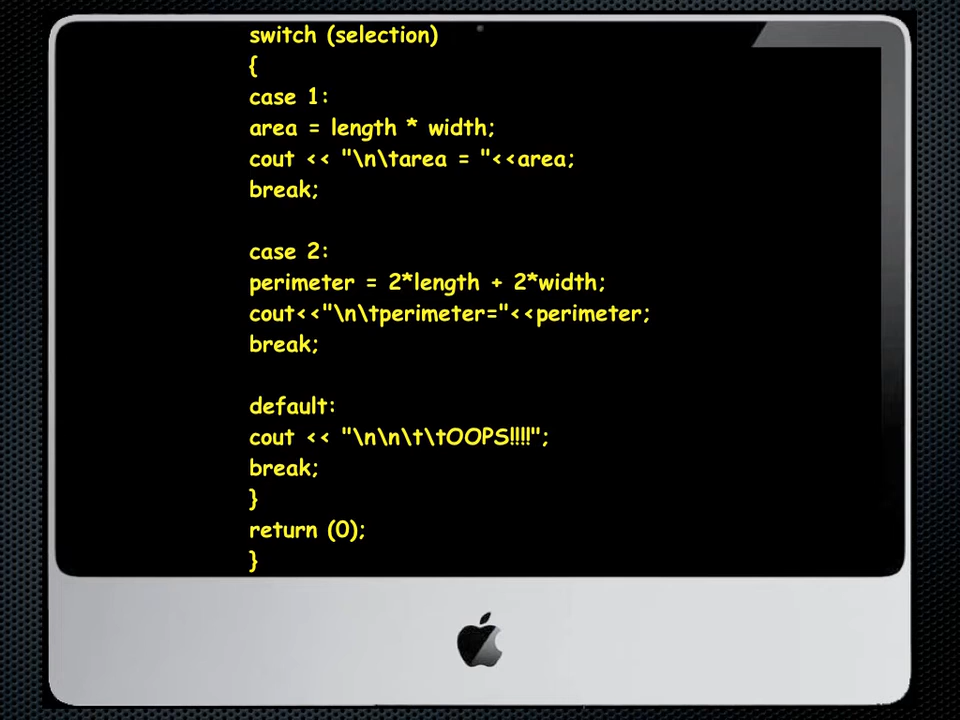 switch (selection)
{
case 1:
area = length * width;
cout << "\n\tarea = "<<area;
break;
case 2:
perimeter = 2*length + 2*width;
cout<<"\n\tperimeter="<<perimeter;
break;
default:
cout << "\n\n\t\tOOPS!!!!";
break;
}
return (0);
}